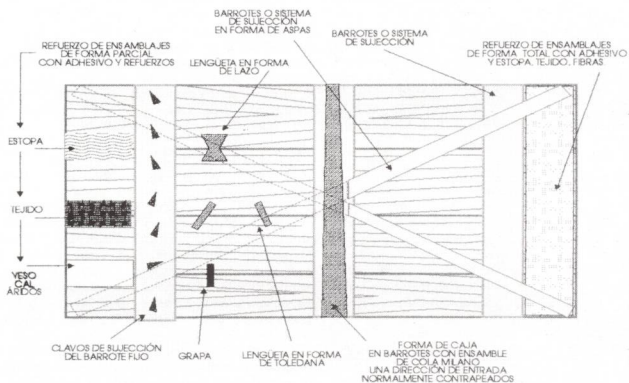 BARROTES O SISTEMA
DE SUJECCIÓN
EN FORMA DE ASPAS
BARROTES O SISTEMA
DE SUJECCIÓN
REFUERZO DE ENSAMBLAJES
DE FORMA PARCIAL
CON ADHESIVO Y REFUERZOS
LENGÜETA EN FORMA
DE LAZO
REFUERZO DE ENSAMBLAJES
DE FORMA TOTAL CON ADHESIVO
Y ESTOPA, TEJIDO, FIBRAS
ESTOPA
TEJIDO
YESO
CAL
ÁRIDOS
CLAVOS DE SUJECCIÓN
DEL BARROTE FIJO
GRAPA
LENGÜETA EN FORMA
DE TOLEDANA
FORMA DE CAJA
EN BARROTES CON ENSAMBLE
DE COLA MILANO
UNA DIRECCIÓN DE ENTRADA
NORMALMENTE CONTRAPEADOS